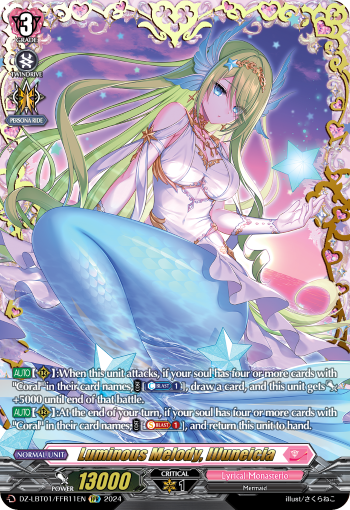 3
GRADE
TWINDRIVE
PERSONA RIDE
AUTO [ ]:When this unit attacks, if your soul has four or more cards with
"Coral" in their card names, COST [COUNTER BLAST 1], draw a card, and this unit gets
+5000 until end of that battle.
AUTO [ ]:At the end of your turn, if your soul has four or more cards with
"Coral" in their card names, COST [SOUL BLAST 1], and return this unit to hand.
NORMAL UNIT
Luminous Melody, Illuneicia
POWER 13000
CRITICAL
1
Lyrical Monasterio
Mermaid
DZ-LBT01/FFR11EN FFR 2024
illust/さくらねこ